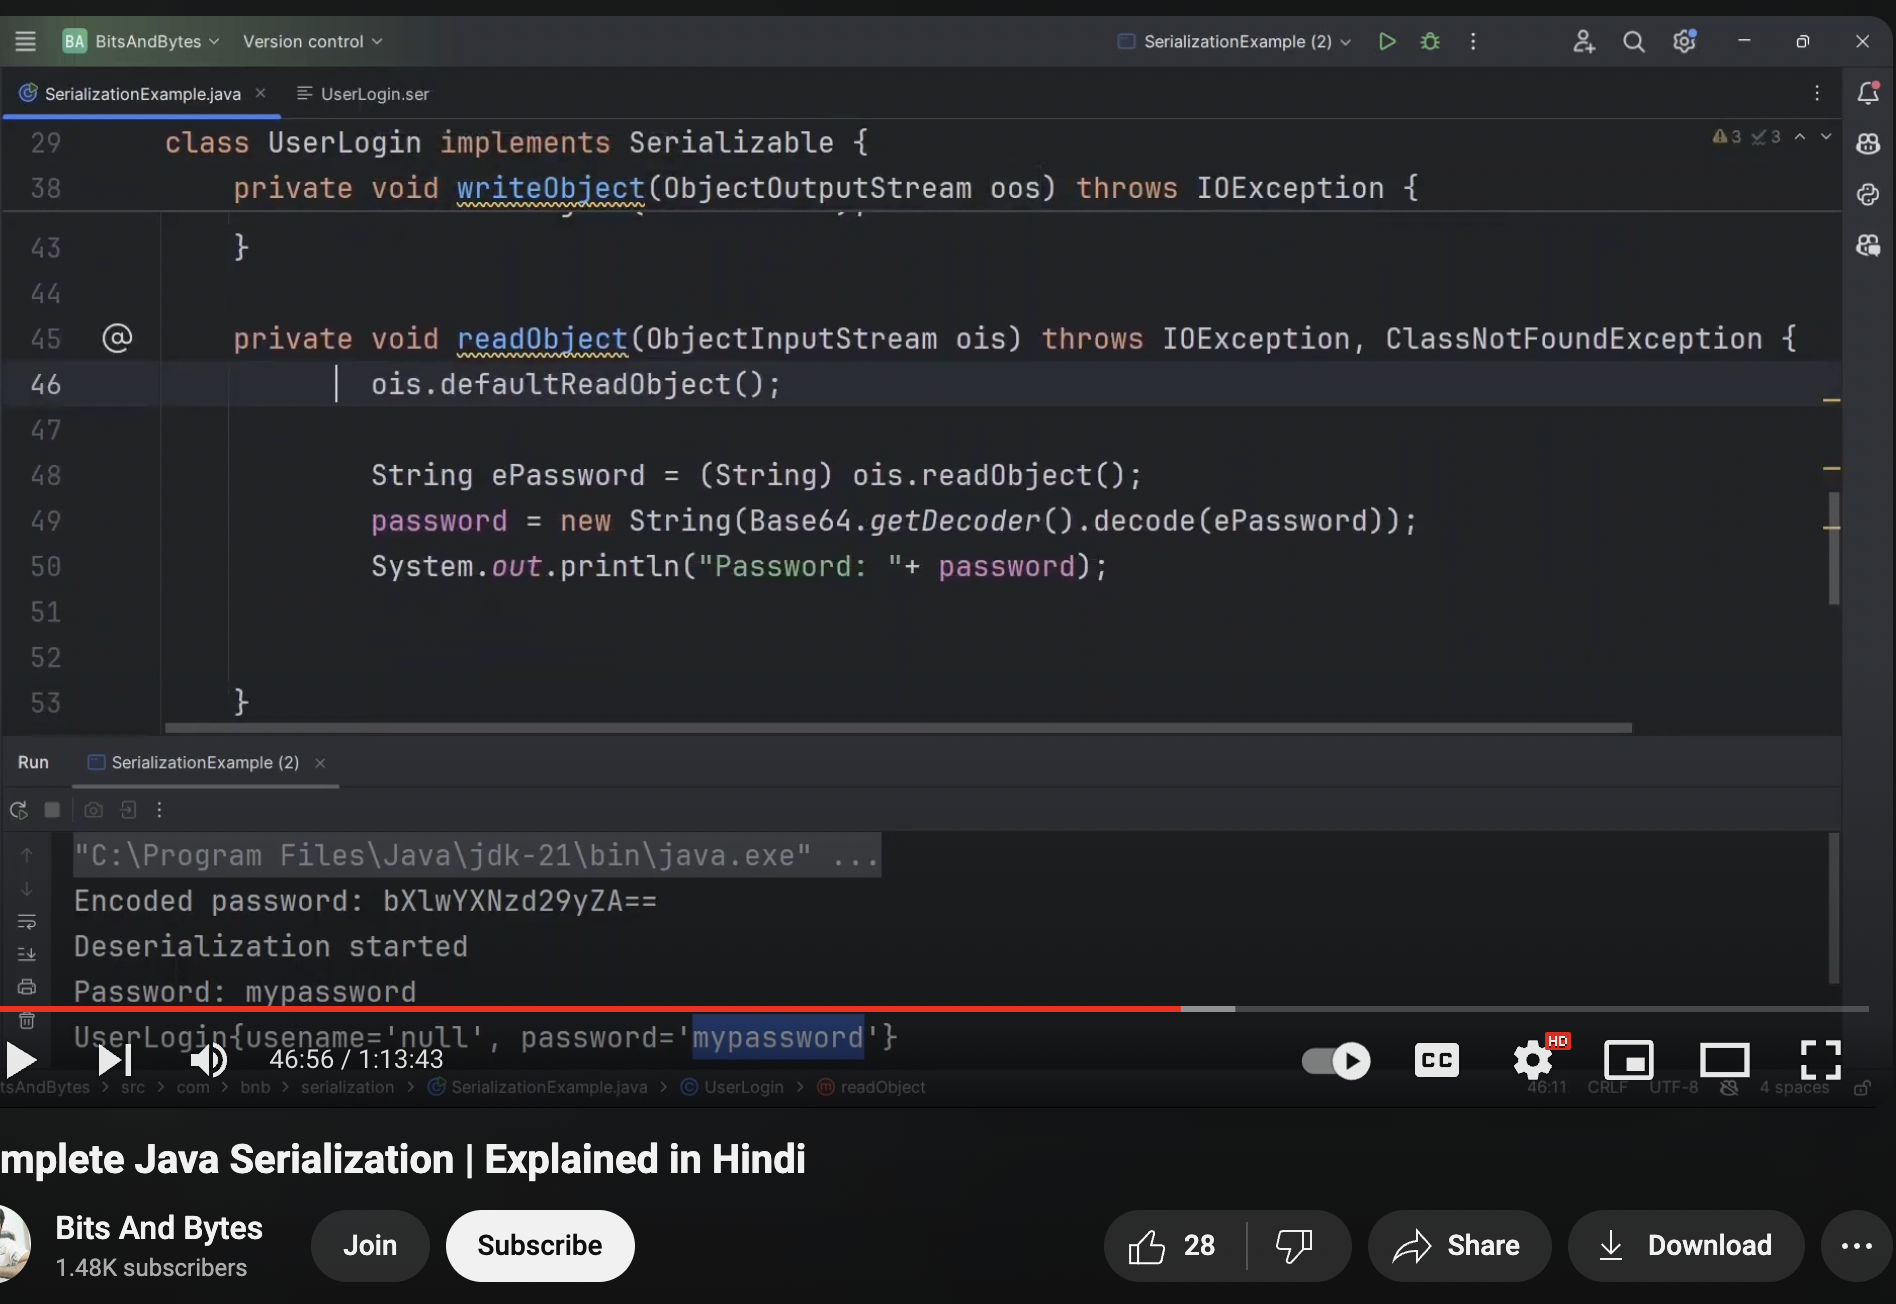 BA BitsAndBytes Version control SerializationExample (2)
SerializationExample.java UserLogin.ser
29 class UserLogin implements Serializable { 3 3
38 private void writeObject(ObjectOutputStream oos) throws IOException {
43 }
44
45 @ private void readObject(ObjectInputStream ois) throws IOException, ClassNotFoundException {
46 ois.defaultReadObject();
47
48 String ePassword = (String) ois.readObject();
49 password = new String(Base64.getDecoder().decode(ePassword));
50 System.out.println("Password: "+ password);
51
52
53 }
Run SerializationExample (2)
"C:\Program Files\Java\jdk-21\bin\java.exe" ...
Encoded password: bXlwYXNzd29yZA==
Deserialization started
Password: mypassword
UserLogin{usename='null', password='mypassword'}
46:56 / 1:13:43 CC HD
tsAndBytes > src > com > bnb > serialization > SerializationExample.java > UserLogin > readObject 46:11 CRLF UTF-8 4 spaces
mplete Java Serialization | Explained in Hindi
Bits And Bytes
1.48K subscribers
Join Subscribe 28 Share Download